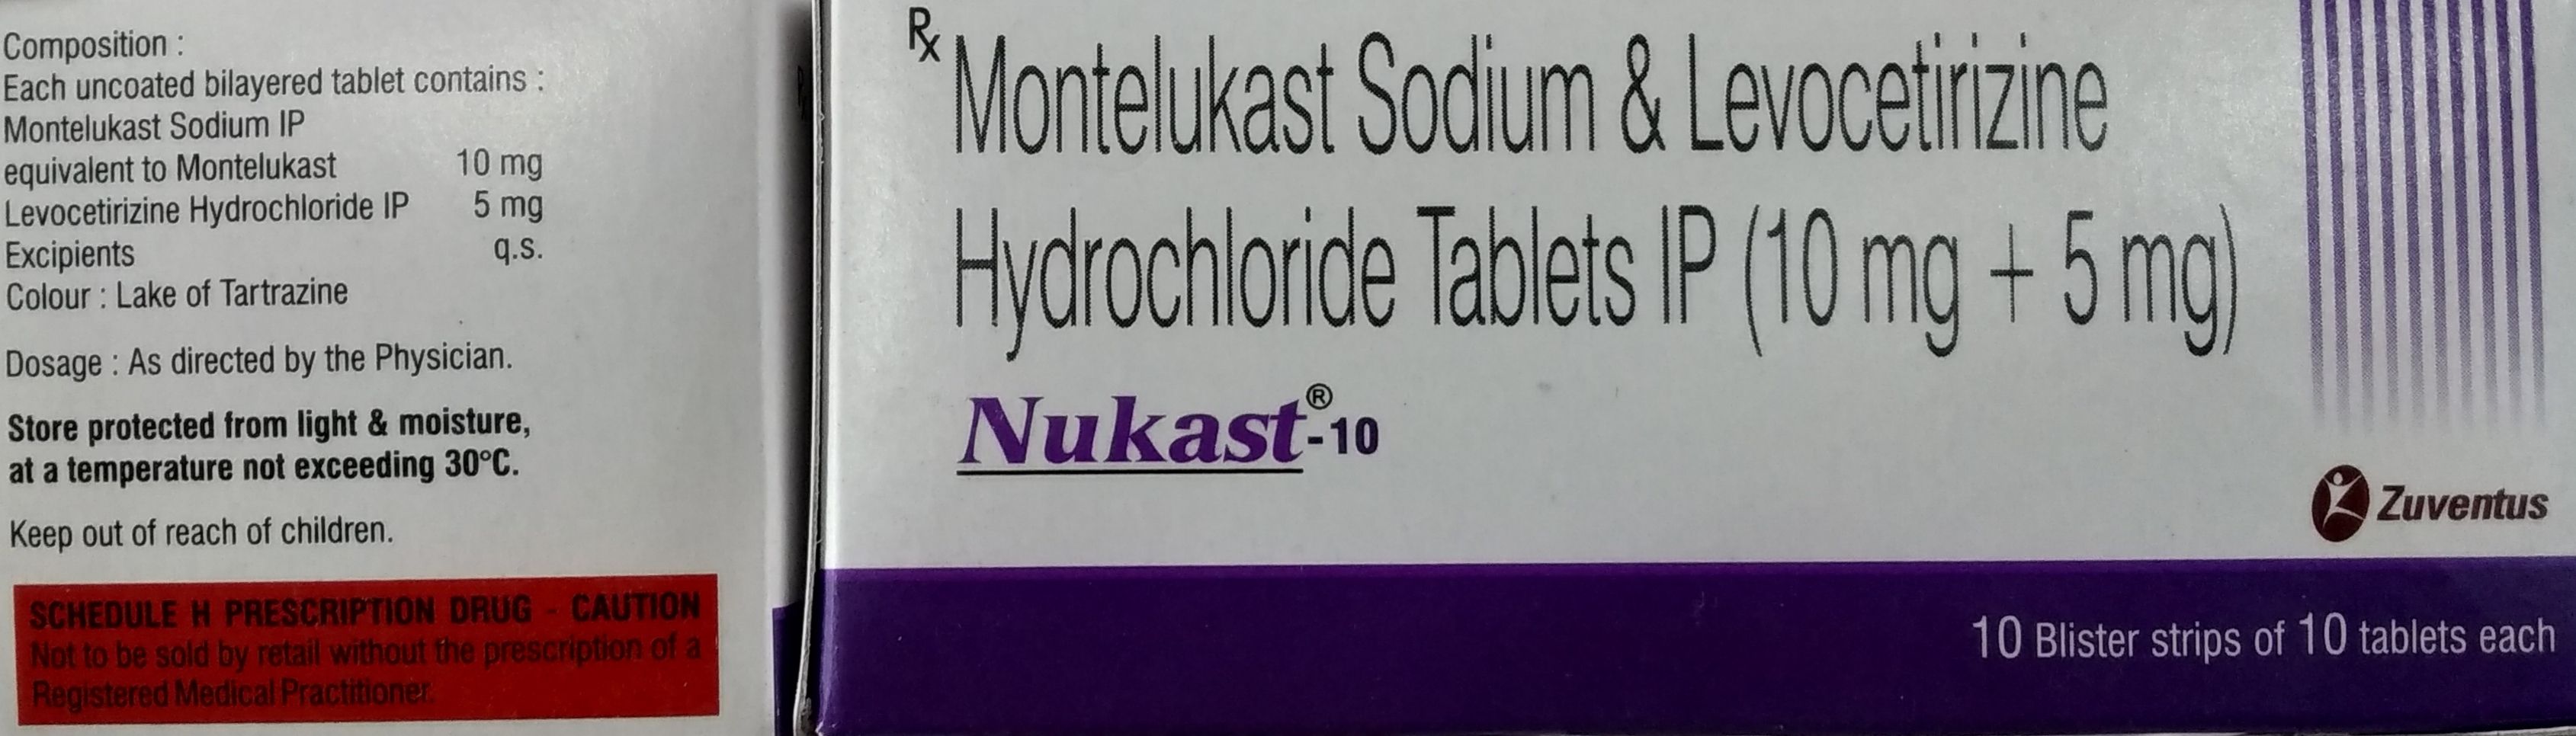 Composition :
Each uncoated bilayered tablet contains :
Montelukast Sodium IP
equivalent to Montelukast 10 mg
Levocetirizine Hydrochloride IP 5 mg
Excipients q.s.
Colour : Lake of Tartrazine
Dosage : As directed by the Physician.
Store protected from light & moisture,
at a temperature not exceeding 30°C.
Keep out of reach of children.
SCHEDULE H PRESCRIPTION DRUG - CAUTION
Not to be sold by retail without the prescription of a
Registered Medical Practitioner.
Rx Montelukast Sodium & Levocetirizine
Hydrochloride Tablets IP (10 mg + 5 mg)
Nukast®-10
Zuventus
10 Blister strips of 10 tablets each